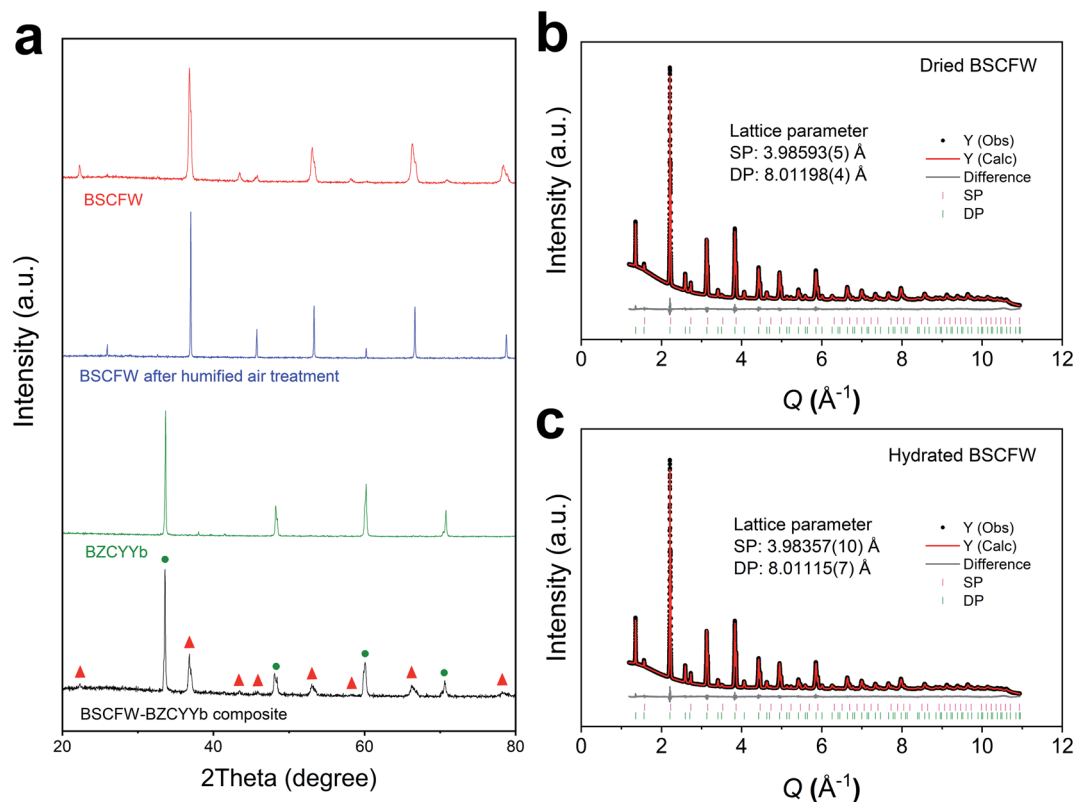 a
Intensity (a.u.)
BSCFW
BSCFW after humified air treatment
BZCYYb
BSCFW-BZCYYb composite
20
40
60
80
2Theta (degree)
b
Intensity (a.u.)
Dried BSCFW
Lattice parameter
SP: 3.98593(5) Å
DP: 8.01198(4) Å
Y (Obs)
Y (Calc)
Difference
SP
DP
0
2
4
6
8
10
12
Q (Å-1)
c
Intensity (a.u.)
Hydrated BSCFW
Lattice parameter
SP: 3.98357(10) Å
DP: 8.01115(7) Å
Y (Obs)
Y (Calc)
Difference
SP
DP
0
2
4
6
8
10
12
Q (Å-1)